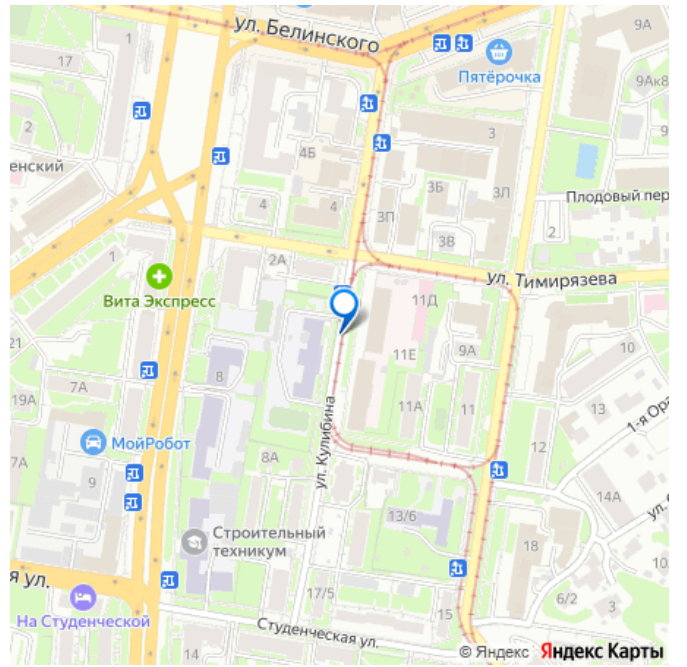 ул. Белинского
1
17
9А
Пятёрочка
9Ак8
2
4Б
3
9
енский
3Б
3Л
4
4
3П
Плодовый пер
3В
2
1
2А
ул. Тимирязева
Вита Экспресс
11Д
21
11Е
9А
10
8
7А
19А
11А
11
13
1-я Ора
МойРобот
ул. Кулибина
12
7А
8А
9
14А
13/6
ул.
Строительный
техникум
18
я ул.
10
17/5
6/2
3
На Студенческой
15
Студенческая ул.
© Яндекс Яндекс Карты